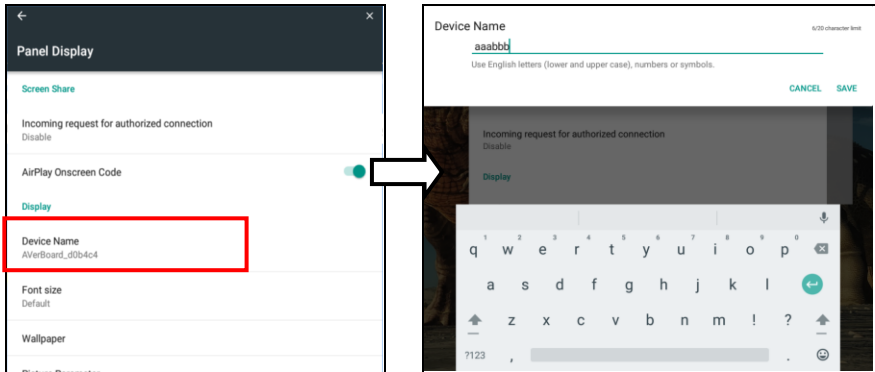 Panel Display
Screen Share
Incoming request for authorized connection
Disable
AirPlay Onscreen Code
Display
Device Name
AVerBoard_d0b4c4
Font size
Default
Wallpaper
Picture Parameter
Device Name
6/20 character limit
aaabbb
Use English letters (lower and upper case), numbers or symbols.
CANCEL SAVE
Incoming request for authorized connection
Disable
Display
1 2 3 4 5 6 7 8 9 0
q w e r t y u i o p
a s d f g h j k l
z x c v b n m ! ?
?123 , .